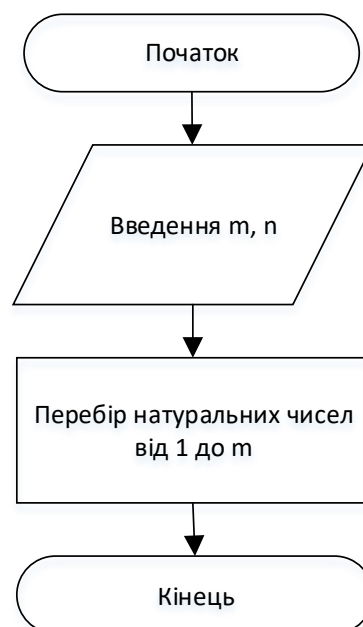 Початок
Введення m, n
Перебір натуральних чисел
від 1 до m
Кінець